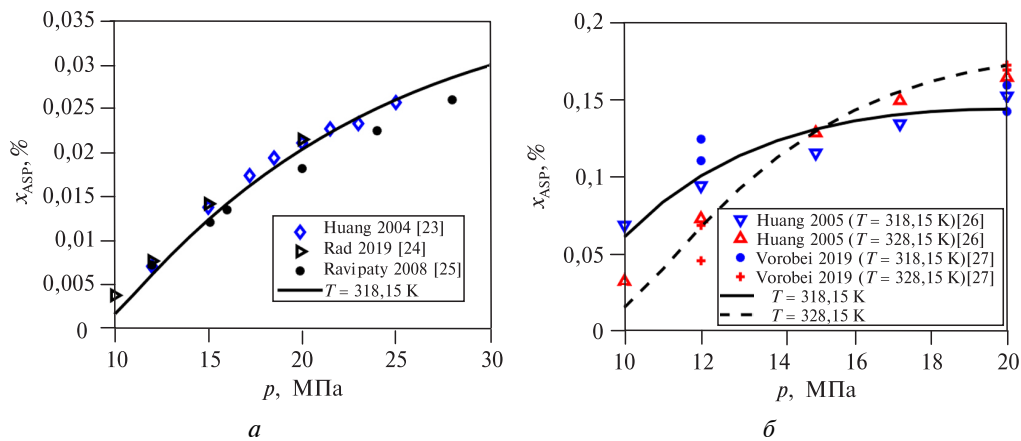 0,035
0,03
0,025
0,02
0,015
0,01
0,005
0
x_ASP, %
10 15 20 25 30
p, МПа
Huang 2004 [23]
Rad 2019 [24]
Ravipaty 2008 [25]
T = 318,15 K
а
0,2
0,15
0,1
0,05
0
x_ASP, %
10 12 14 16 18 20
p, МПа
Huang 2005 (T = 318,15 K)[26]
Huang 2005 (T = 328,15 K)[26]
Vorobei 2019 (T = 318,15 K)[27]
Vorobei 2019 (T = 328,15 K)[27]
T = 318,15 K
T = 328,15 K
б